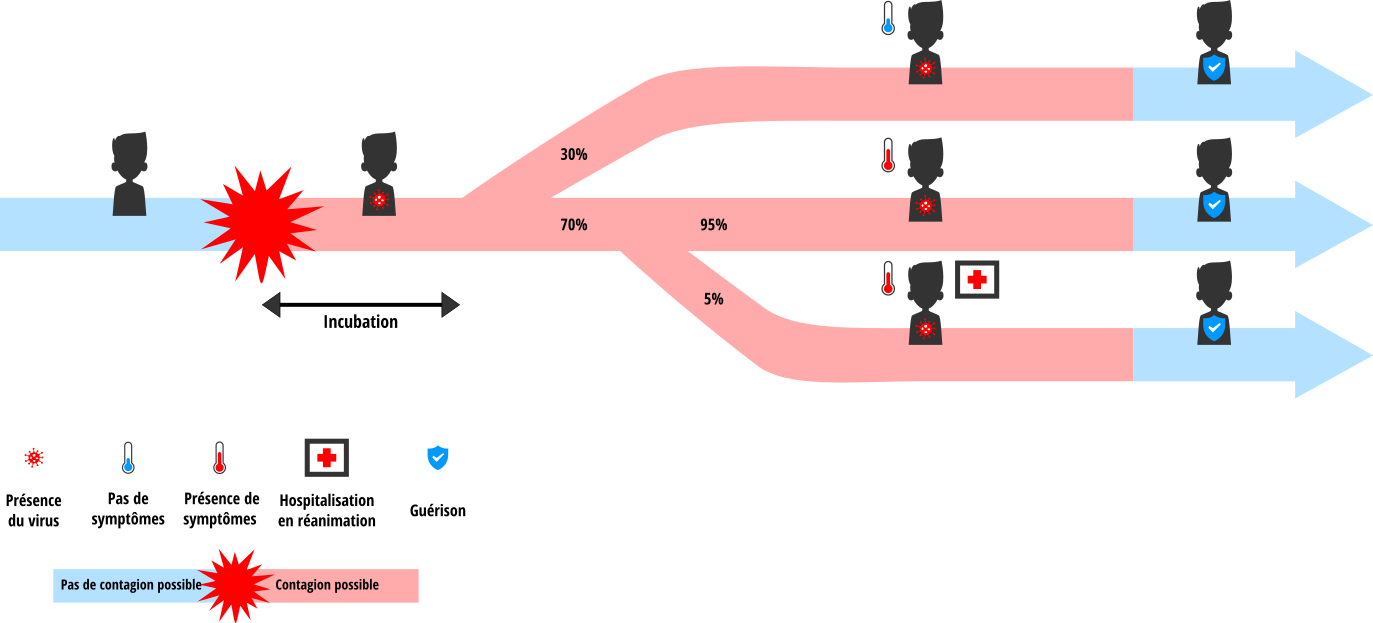 30%
70%
95%
5%
Incubation
Présence
du virus
Pas de
symptômes
Présence de
symptômes
Hospitalisation
en réanimation
Guérison
Pas de contagion possible
Contagion possible